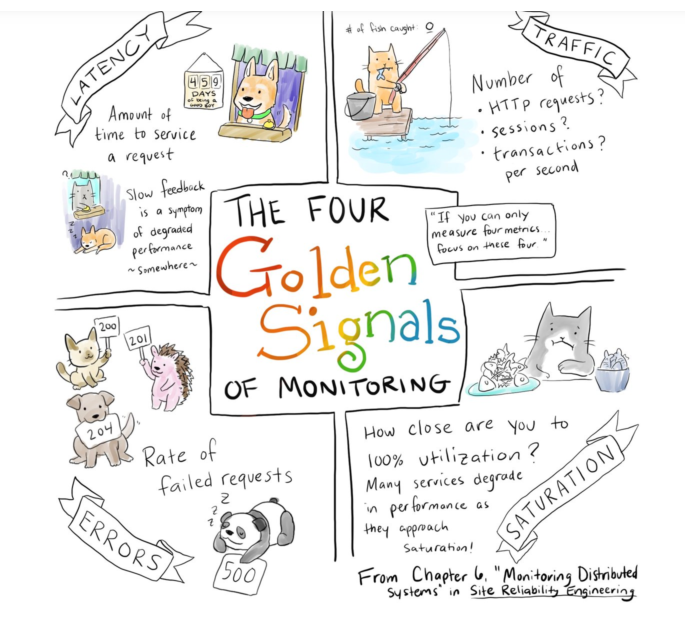 LATENCY
459
DAYS
OF BEING A
GOOD BOY
Amount of
time to service
a request
Slow feedback
is a symptom
of degraded
performance
~somewhere~
z
z
# of fish caught: 0
TRAFFIC
Number of
• HTTP requests?
• sessions?
• transactions?
per second
"If you can only
measure four metrics...
focus on these four."
THE FOUR
Golden
Signals
OF MONITORING
200
201
204
Rate of
failed requests
ERRORS
z
z
z
500
How close are you to
100% utilization?
Many services degrade
in performance as
they approach
saturation!
SATURATION
From Chapter 6, "Monitoring Distributed
Systems" in Site Reliability Engineering